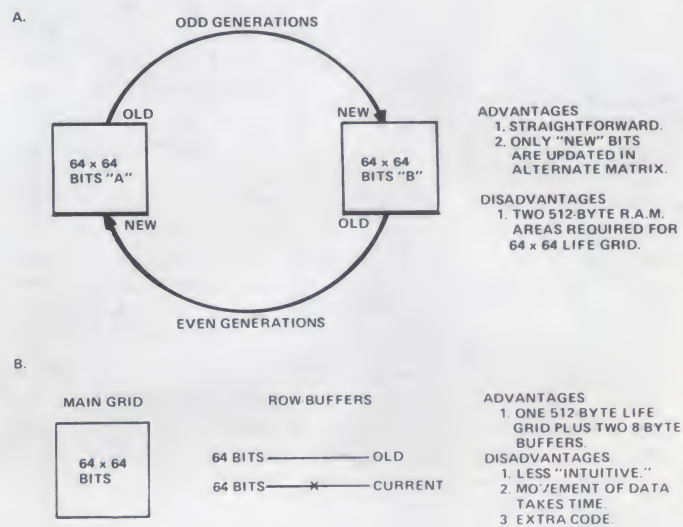 A.
ODD GENERATIONS
OLD
NEW
64 x 64
BITS "A"
64 x 64
BITS "B"
NEW
OLD
EVEN GENERATIONS
ADVANTAGES
1. STRAIGHTFORWARD.
2. ONLY "NEW" BITS
ARE UPDATED IN
ALTERNATE MATRIX.
DISADVANTAGES
1. TWO 512-BYTE R.A.M.
AREAS REQUIRED FOR
64 x 64 LIFE GRID.
B.
MAIN GRID
64 x 64
BITS
ROW-BUFFERS
64 BITS OLD
64 BITS CURRENT
ADVANTAGES
1. ONE 512-BYTE LIFE
GRID PLUS TWO 8-BYTE
BUFFERS.
DISADVANTAGES
1. LESS "INTUITIVE."
2. MOVEMENT OF DATA
TAKES TIME.
3 EXTRA CODE.